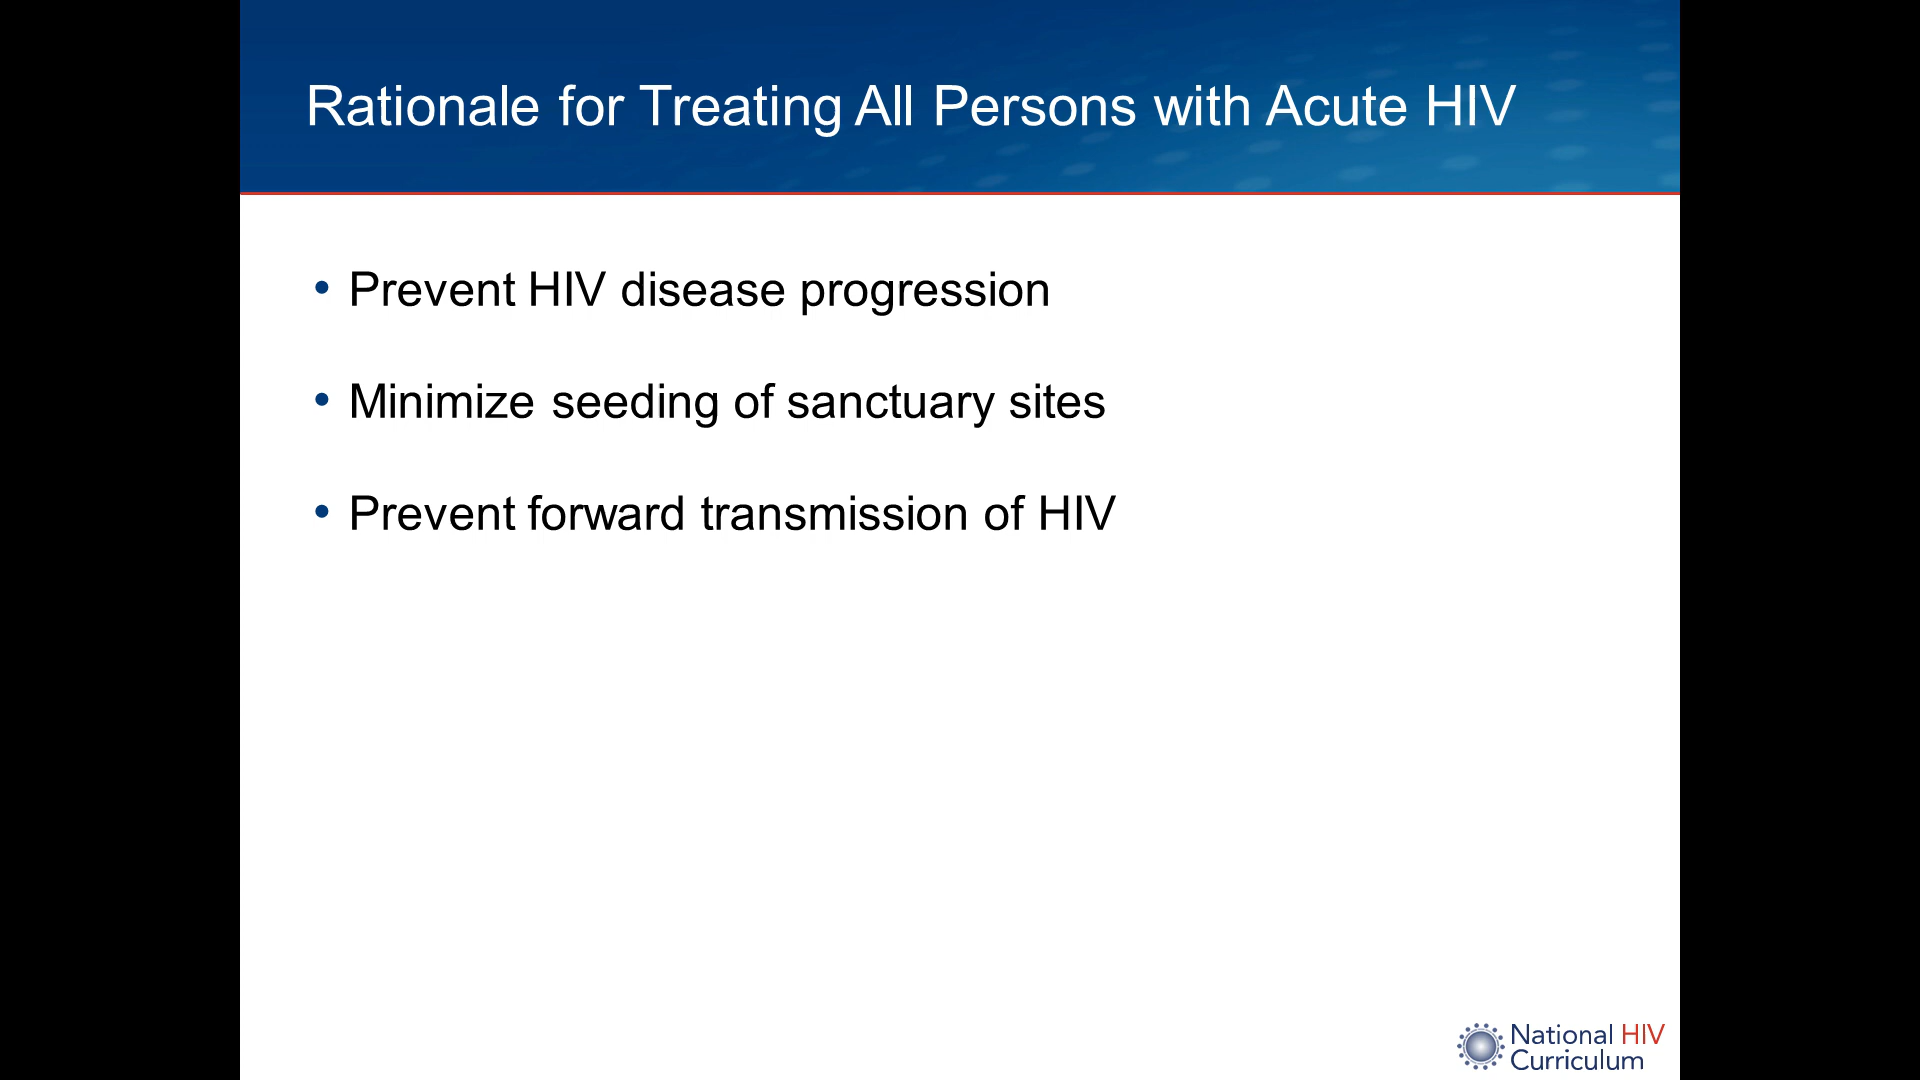 Rationale for Treating All Persons with Acute HIV
• Prevent HIV disease progression
• Minimize seeding of sanctuary sites
• Prevent forward transmission of HIV
National HIV
Curriculum